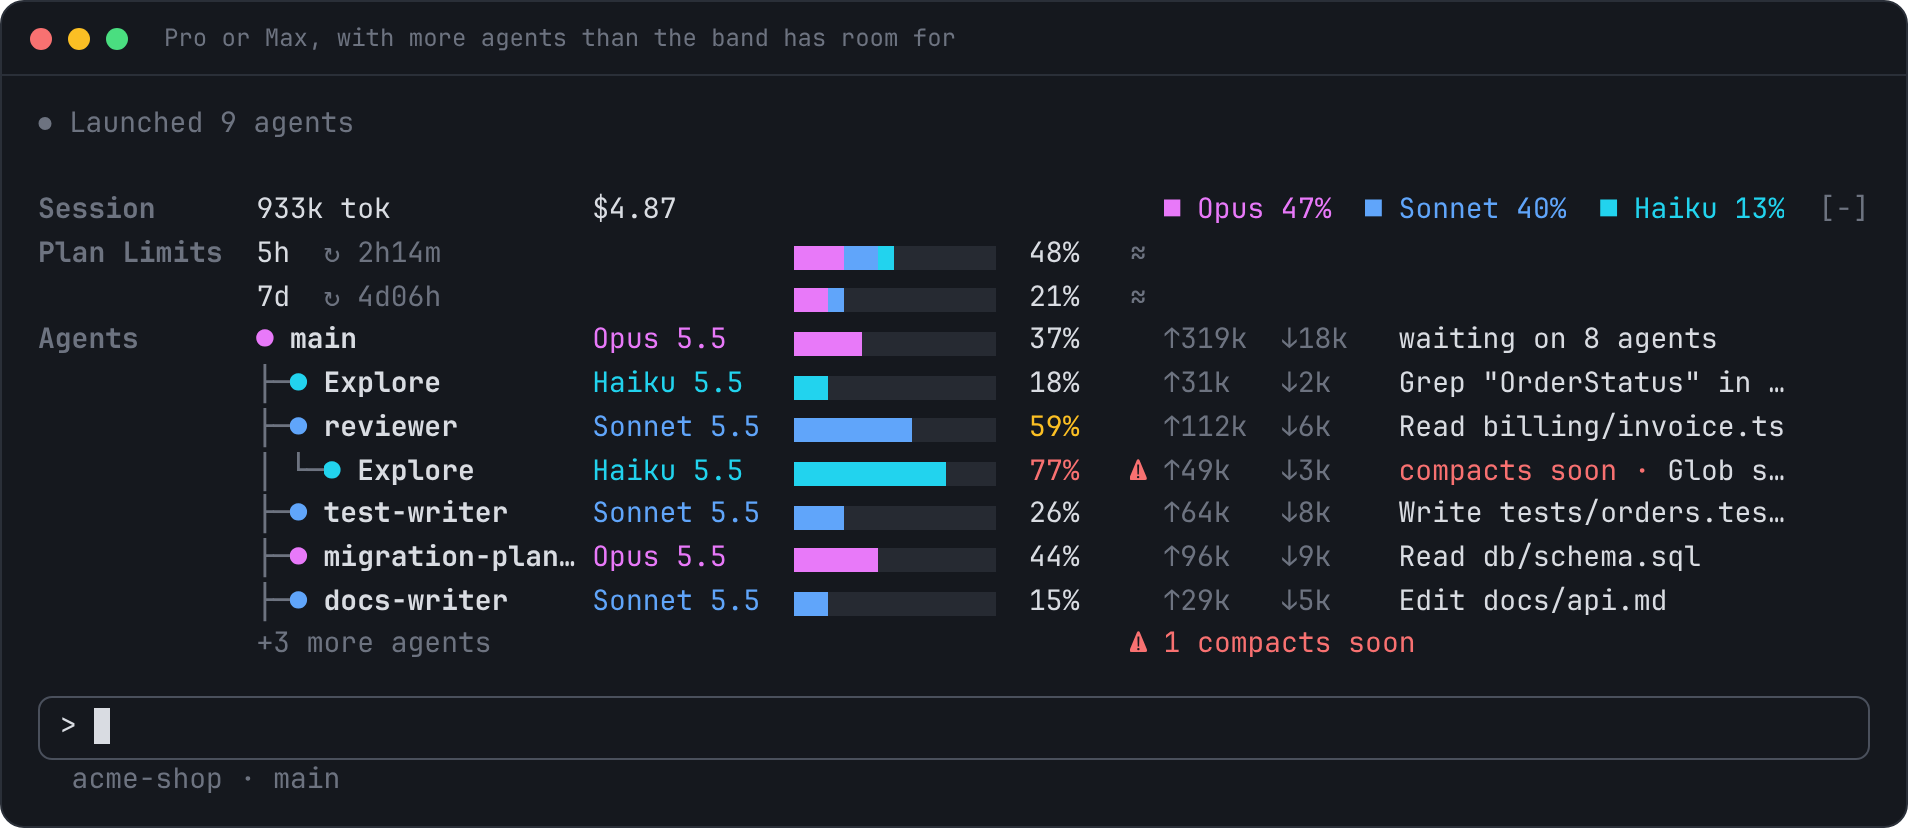 Pro or Max, with more agents than the band has room for
● Launched 9 agents
Session 933k tok $4.87 ■ Opus 47% ■ Sonnet 40% ■ Haiku 13% [-]
Plan Limits 5h ↻ 2h14m 48% ≈
7d ↻ 4d06h 21% ≈
Agents ● main Opus 5.5 37% ↑319k ↓18k waiting on 8 agents
├─● Explore Haiku 5.5 18% ↑31k ↓2k Grep "OrderStatus" in …
├─● reviewer Sonnet 5.5 59% ↑112k ↓6k Read billing/invoice.ts
│ └─● Explore Haiku 5.5 77% ⚠ ↑49k ↓3k compacts soon · Glob s…
├─● test-writer Sonnet 5.5 26% ↑64k ↓8k Write tests/orders.tes…
├─● migration-plan… Opus 5.5 44% ↑96k ↓9k Read db/schema.sql
├─● docs-writer Sonnet 5.5 15% ↑29k ↓5k Edit docs/api.md
+3 more agents ⚠ 1 compacts soon
>
acme-shop · main